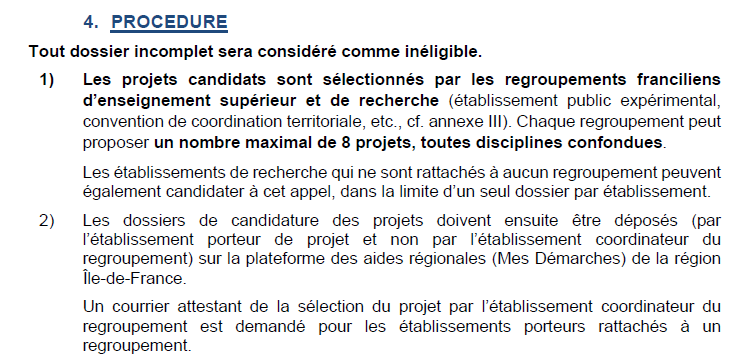 4. PROCEDURE
Tout dossier incomplet sera considéré comme inéligible.
1) Les projets candidats sont sélectionnés par les regroupements franciliens
d’enseignement supérieur et de recherche (établissement public expérimental,
convention de coordination territoriale, etc., cf. annexe III). Chaque regroupement peut
proposer un nombre maximal de 8 projets, toutes disciplines confondues.
Les établissements de recherche qui ne sont rattachés à aucun regroupement peuvent
également candidater à cet appel, dans la limite d’un seul dossier par établissement.
2) Les dossiers de candidature des projets doivent ensuite être déposés (par
l’établissement porteur de projet et non par l’établissement coordinateur du
regroupement) sur la plateforme des aides régionales (Mes Démarches) de la région
Île-de-France.
Un courrier attestant de la sélection du projet par l’établissement coordinateur du
regroupement est demandé pour les établissements porteurs rattachés à un
regroupement.